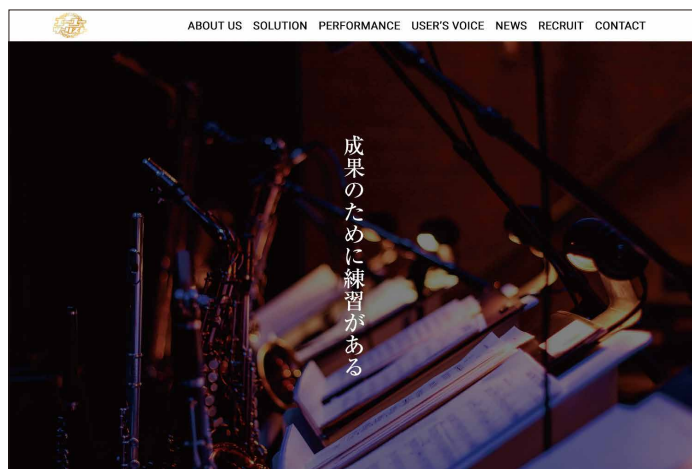 ABOUT US SOLUTION PERFORMANCE USER'S VOICE NEWS RECRUIT CONTACT
成果のために練習がある